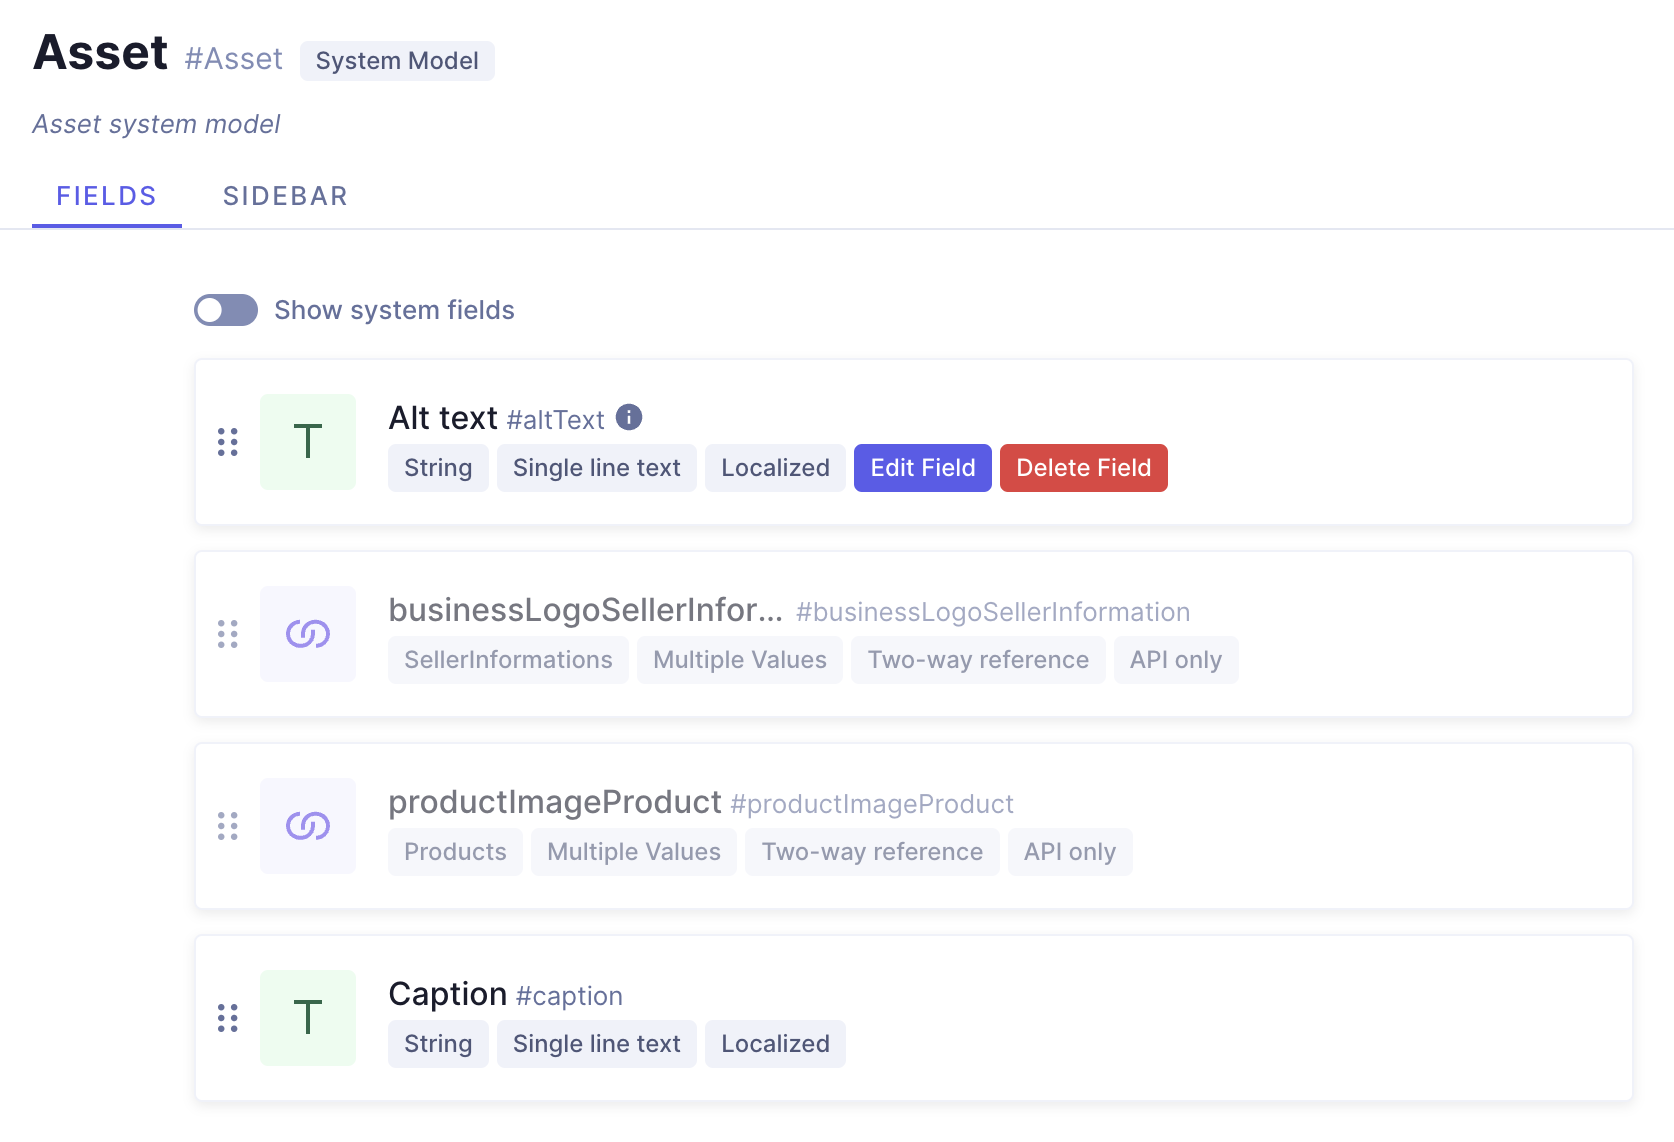 Asset #Asset System Model
Asset system model
FIELDS SIDEBAR
Show system fields
T
Alt text #altText
String Single line text Localized Edit Field Delete Field
businessLogoSellerInfor... #businessLogoSellerInformation
SellerInformations Multiple Values Two-way reference API only
productImageProduct #productImageProduct
Products Multiple Values Two-way reference API only
T
Caption #caption
String Single line text Localized